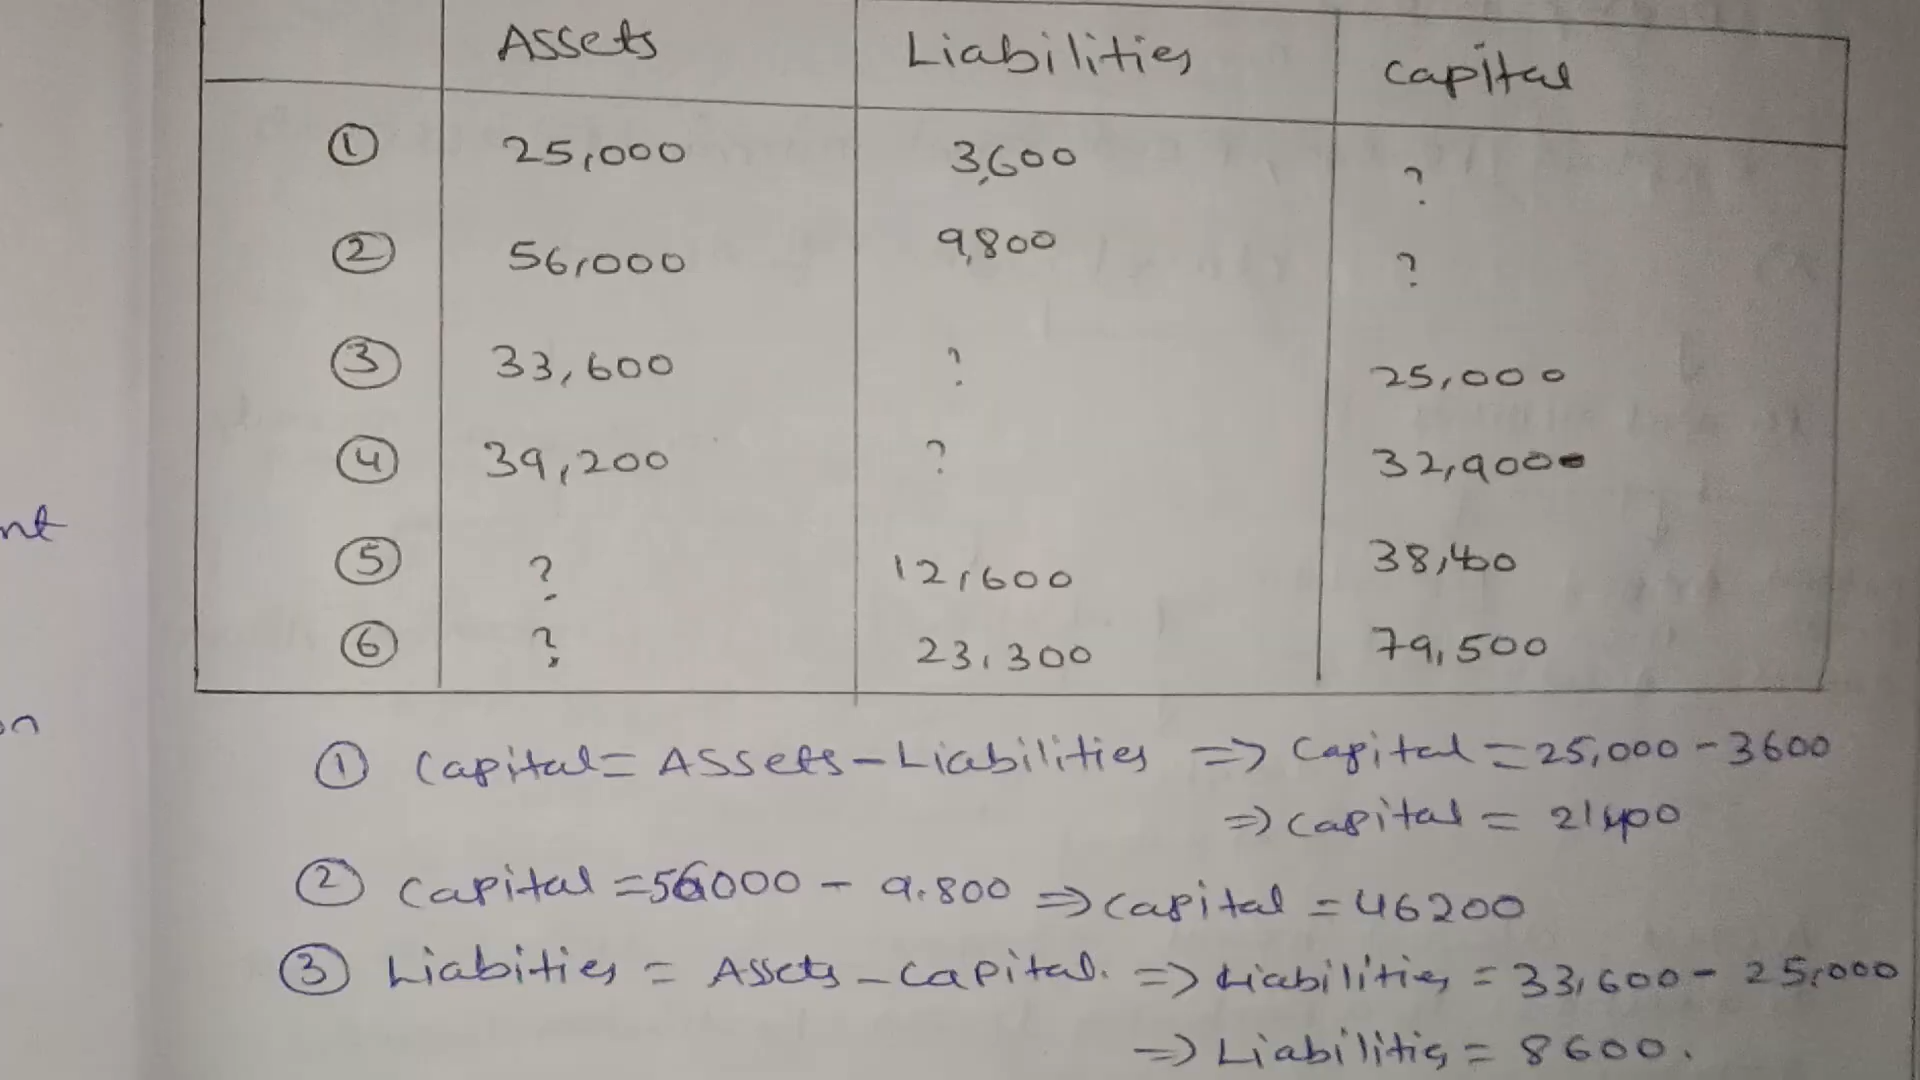 Assets Liabilities Capital
① 25,000 3,600 ?
② 56,000 9,800 ?
③ 33,600 ? 25,000
④ 39,200 ? 32,900
⑤ ? 12,600 38,400
⑥ ? 23,300 79,500
nt
on
① Capital = Assets - Liabilities => Capital = 25,000 - 3600
=> Capital = 21400
② Capital = 56000 - 9.800 => Capital = 46200
③ Liabities = Assets - Capital. => Liabilities = 33,600 - 25,000
=> Liabilitis = 8600.